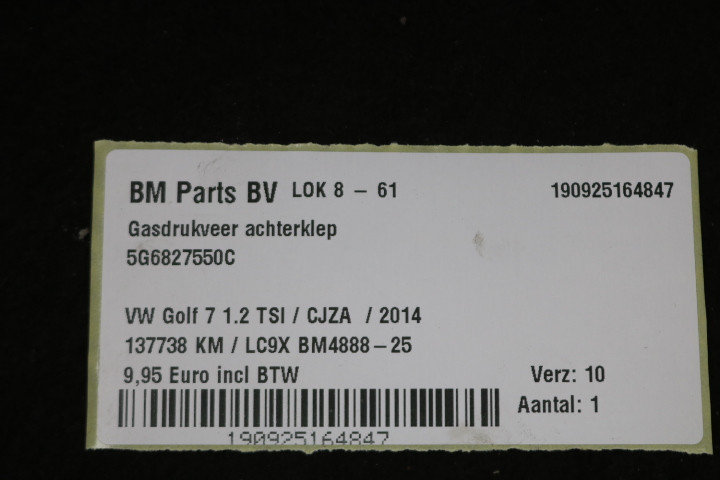 BM Parts BV LOK 8 - 61 190925164847
Gasdrukveer achterklep
5G6827550C
VW Golf 7 1.2 TSI / CJZA / 2014
137738 KM / LC9X BM4888-25
9,95 Euro incl BTW Verz: 10
Aantal: 1
190925164847